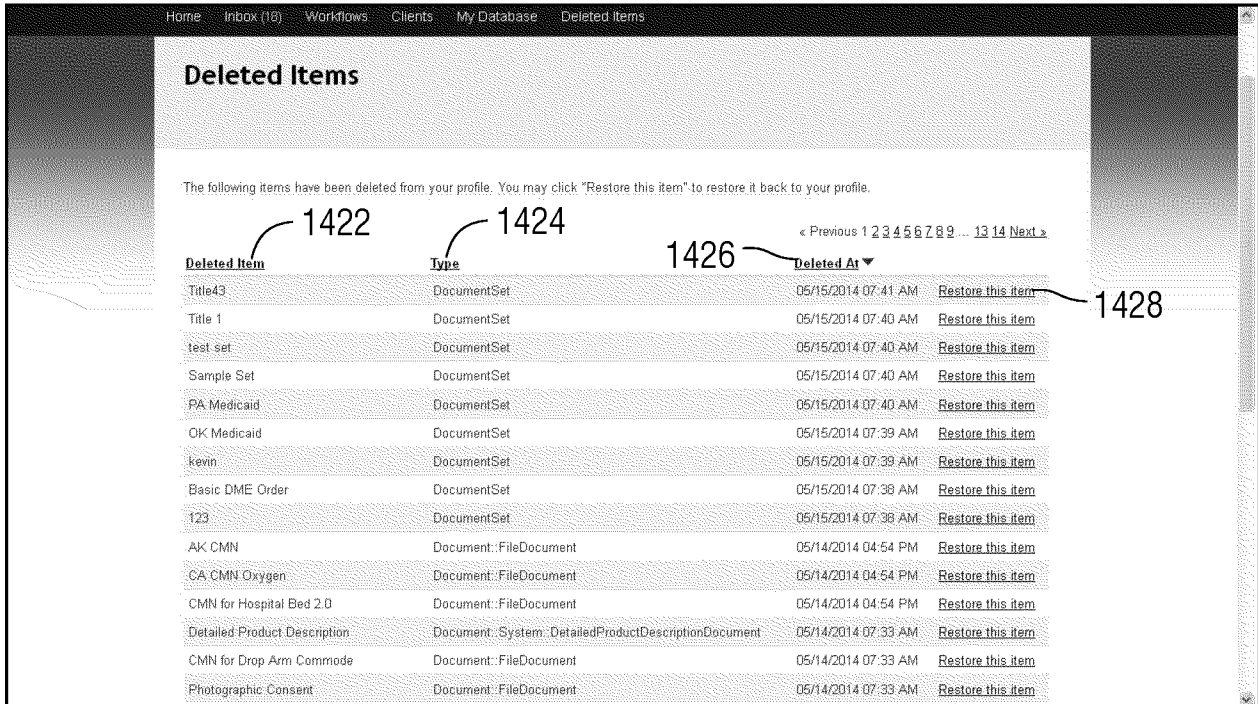 Home Inbox (18) Workflows Clients My Database Deleted Items
Deleted Items
The following items have been deleted from your profile. You may click "Restore this item" to restore it back to your profile.
1422 1424
« Previous 1 2 3 4 5 6 7 8 9 ... 13 14 Next »
Deleted Item Type 1426 Deleted At ▼
Title43 DocumentSet 05/15/2014 07:41 AM Restore this item 1428
Title 1 DocumentSet 05/15/2014 07:40 AM Restore this item
test set DocumentSet 05/15/2014 07:40 AM Restore this item
Sample Set DocumentSet 05/15/2014 07:40 AM Restore this item
PA Medicaid DocumentSet 05/15/2014 07:40 AM Restore this item
OK Medicaid DocumentSet 05/15/2014 07:39 AM Restore this item
kevin DocumentSet 05/15/2014 07:39 AM Restore this item
Basic DME Order DocumentSet 05/15/2014 07:38 AM Restore this item
123 DocumentSet 05/15/2014 07:38 AM Restore this item
AK CMN Document::FileDocument 05/14/2014 04:54 PM Restore this item
CA CMN Oxygen Document::FileDocument 05/14/2014 04:54 PM Restore this item
CMN for Hospital Bed 2.0 Document::FileDocument 05/14/2014 04:54 PM Restore this item
Detailed Product Description Document::System::DetailedProductDescriptionDocument 05/14/2014 07:33 AM Restore this item
CMN for Drop Arm Commode Document::FileDocument 05/14/2014 07:33 AM Restore this item
Photographic Consent Document::FileDocument 05/14/2014 07:33 AM Restore this item